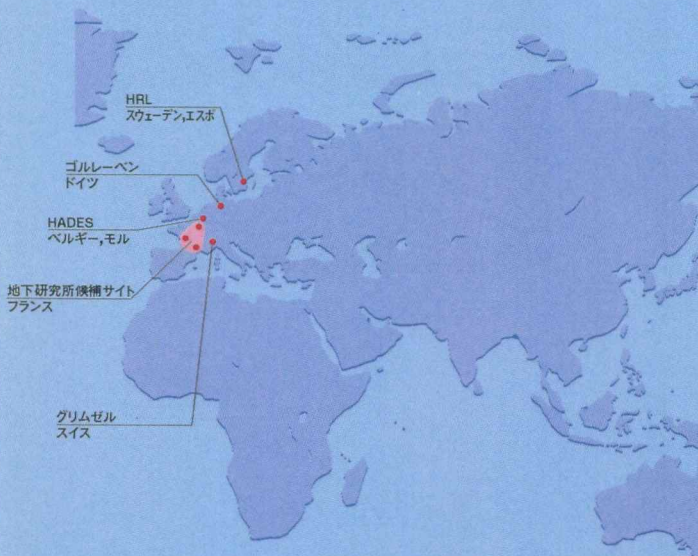 HRL
スウェーデン,エスポ
ゴルレーベン
ドイツ
HADES
ベルギー,モル
地下研究所候補サイト
フランス
グリムゼル
スイス